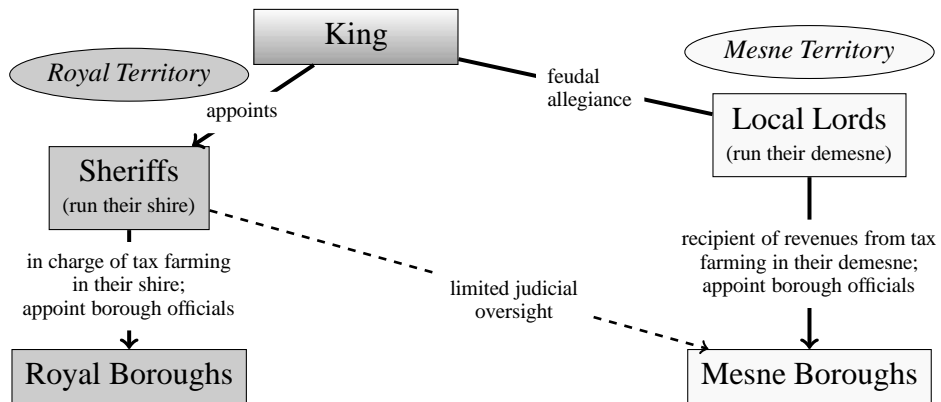 King
Royal Territory
Mesne Territory
feudal
allegiance
appoints
Local Lords
(run their demesne)
Sheriffs
(run their shire)
in charge of tax farming
in their shire;
appoint borough officials
recipient of revenues from tax
farming in their demesne;
appoint borough officials
limited judicial
oversight
Royal Boroughs
Mesne Boroughs